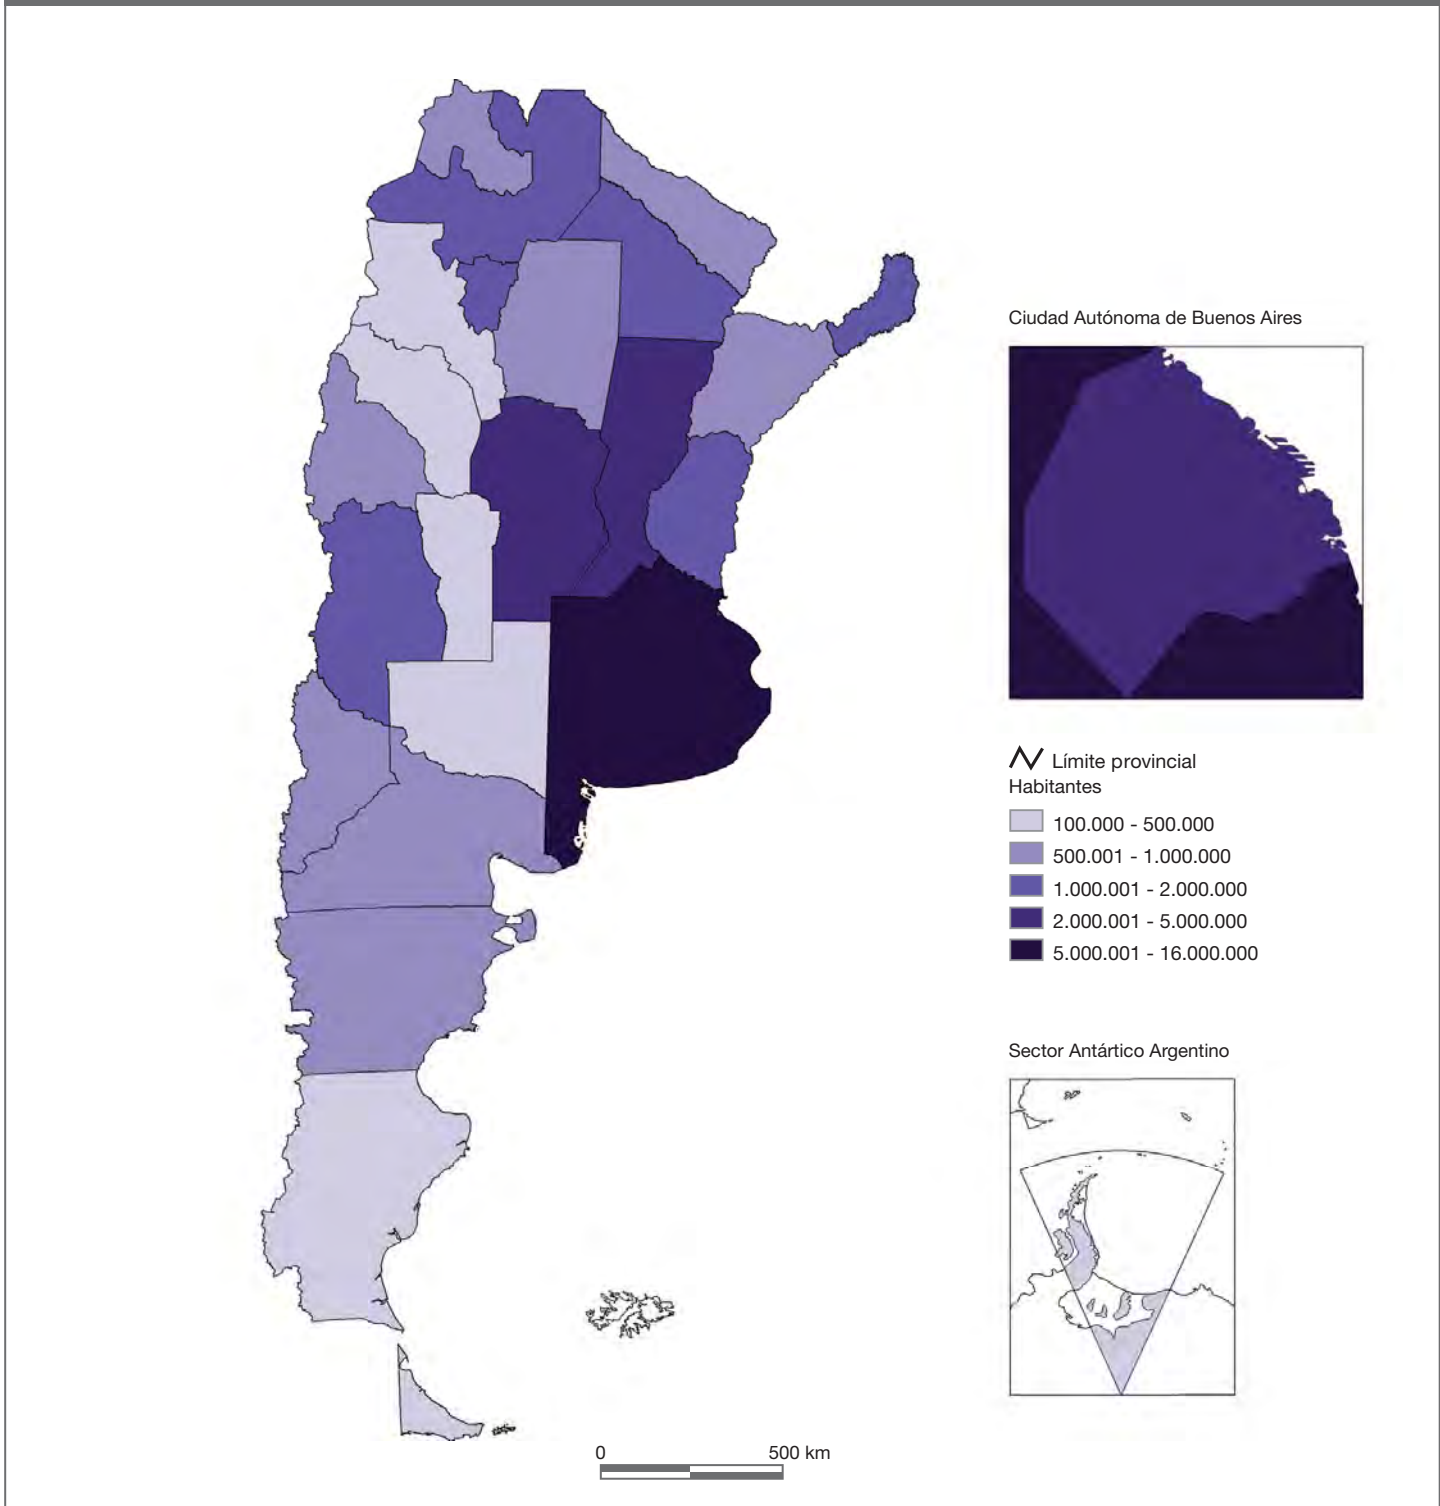 Ciudad Autónoma de Buenos Aires
Límite provincial
Habitantes
100.000 - 500.000
500.001 - 1.000.000
1.000.001 - 2.000.000
2.000.001 - 5.000.000
5.000.001 - 16.000.000
Sector Antártico Argentino
0 500 km